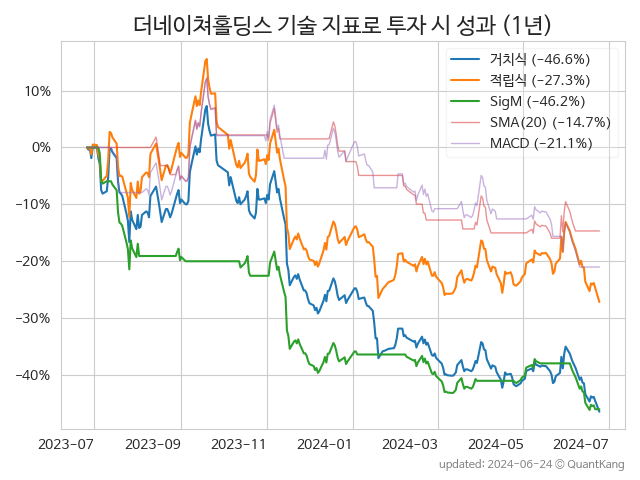 더네이쳐홀딩스 기술 지표로 투자 시 성과 (1년)
거치식 (−46.6%)
적립식 (−27.3%)
SigM (−46.2%)
SMA(20) (−14.7%)
MACD (−21.1%)
10%
0%
−10%
−20%
−30%
−40%
2023-07 2023-09 2023-11 2024-01 2024-03 2024-05 2024-07
updated: 2024-06-24 © QuantKang